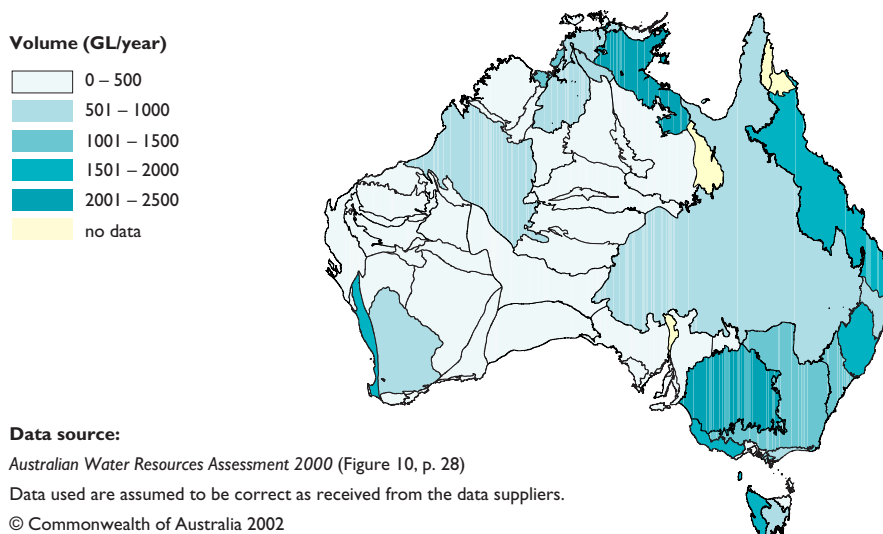 Volume (GL/year)
0 – 500
501 – 1000
1001 – 1500
1501 – 2000
2001 – 2500
no data
Data source:
Australian Water Resources Assessment 2000 (Figure 10, p. 28)
Data used are assumed to be correct as received from the data suppliers.
© Commonwealth of Australia 2002